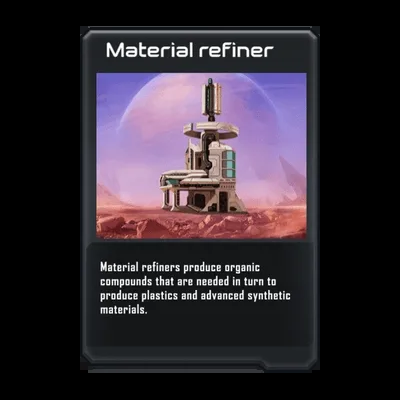 Material refiner
Material refiners produce organic
compounds that are needed in turn to
produce plastics and advanced synthetic
materials.